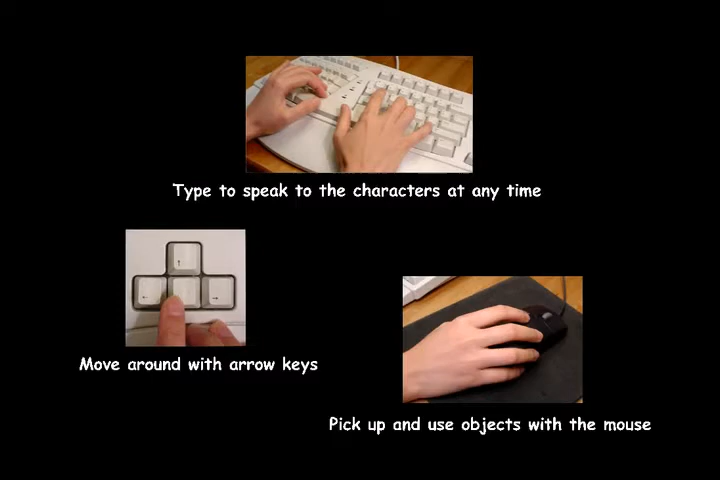 Type to speak to the characters at any time
Move around with arrow keys
Pick up and use objects with the mouse